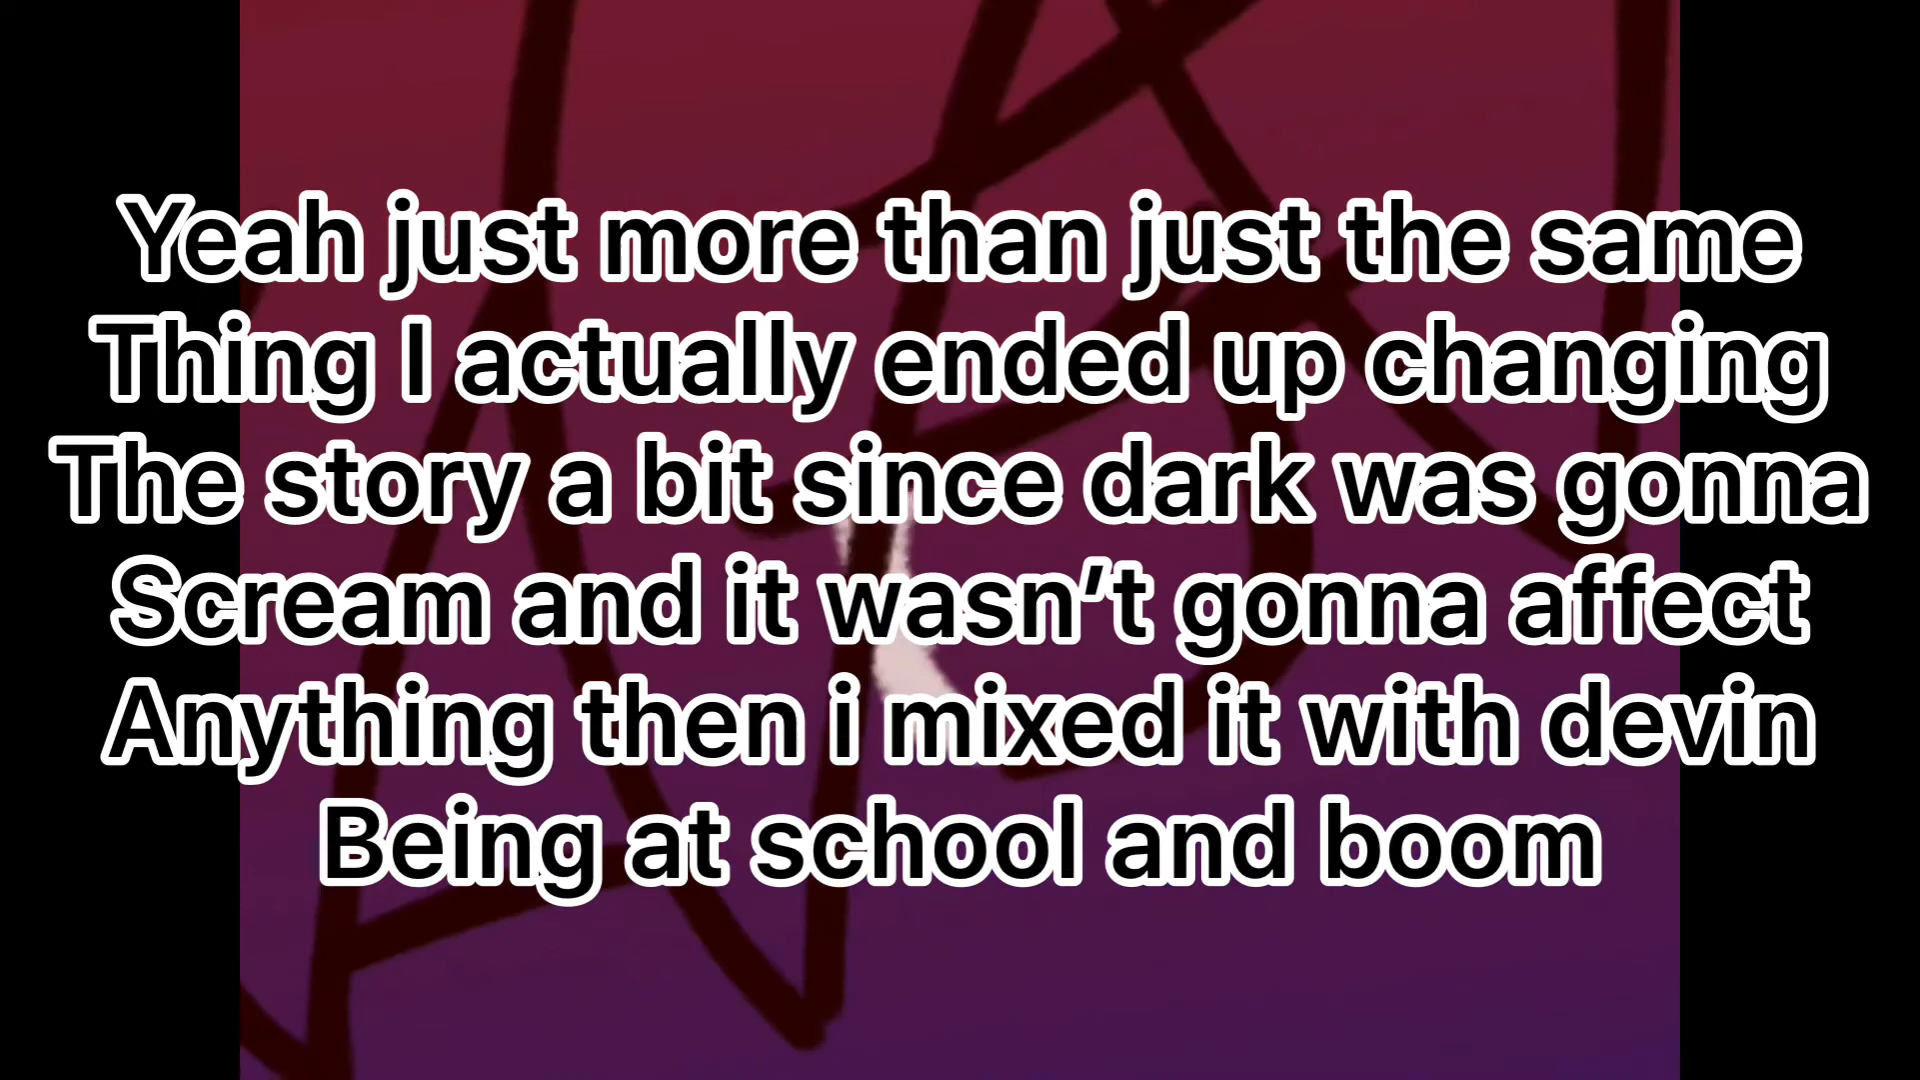 Yeah just more than just the same
Thing I actually ended up changing
The story a bit since dark was gonna
Scream and it wasn’t gonna affect
Anything then i mixed it with devin
Being at school and boom